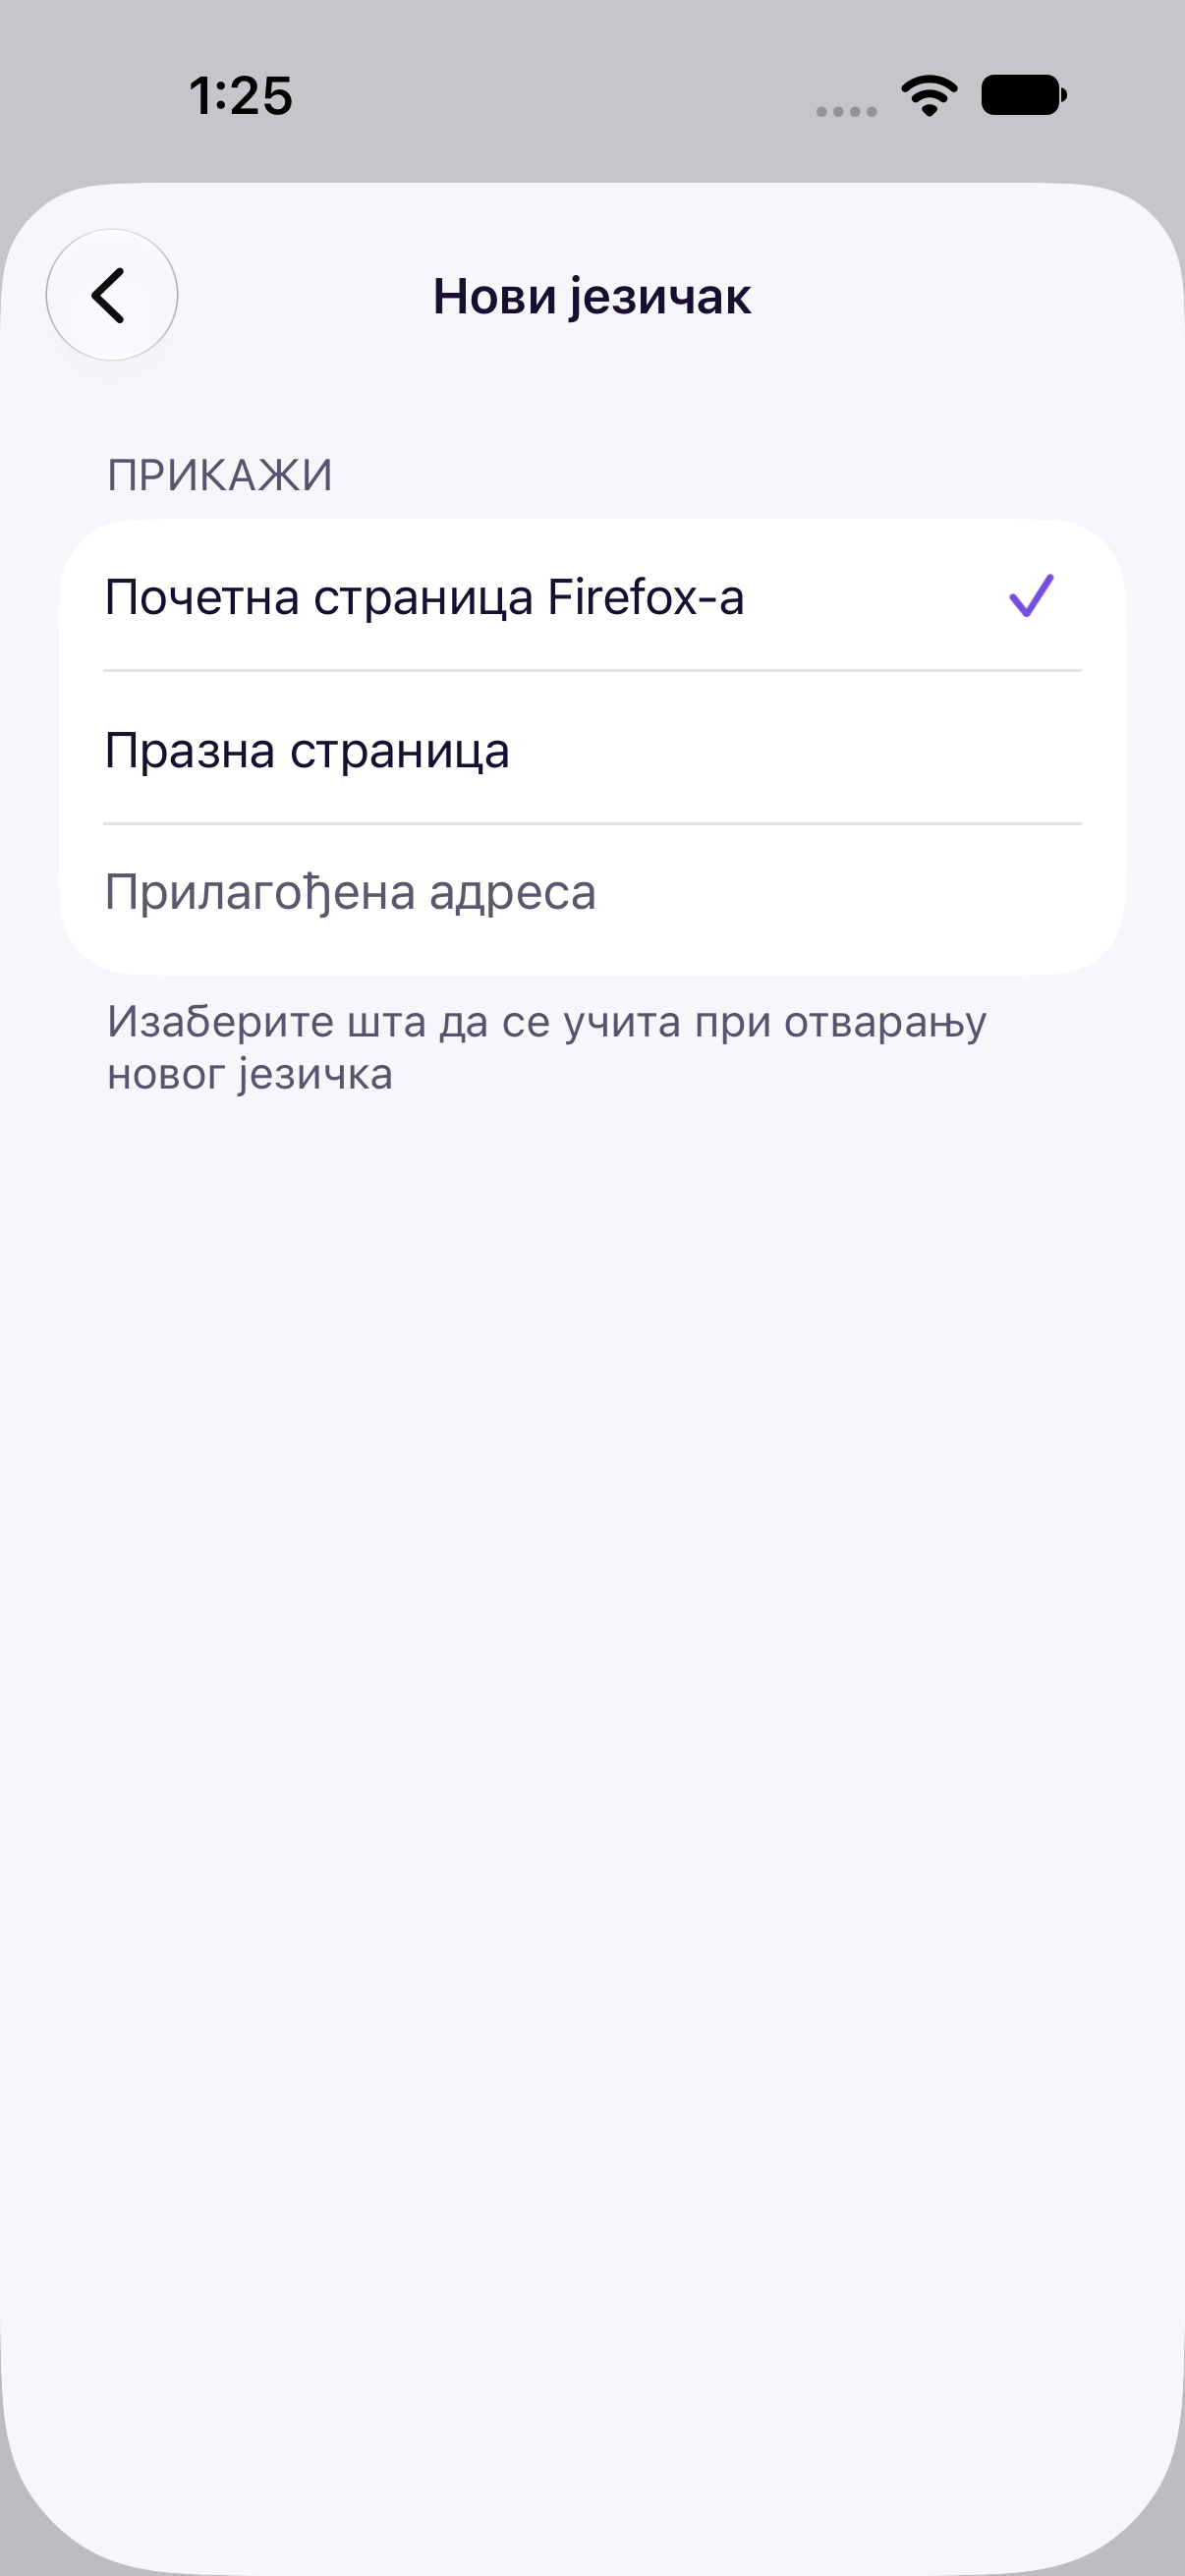 1:25
Нови језичак
ПРИКАЖИ
Почетна страница Firefox-а
Празна страница
Прилагођена адреса
Изаберите шта да се учита при отварању
новог језичка